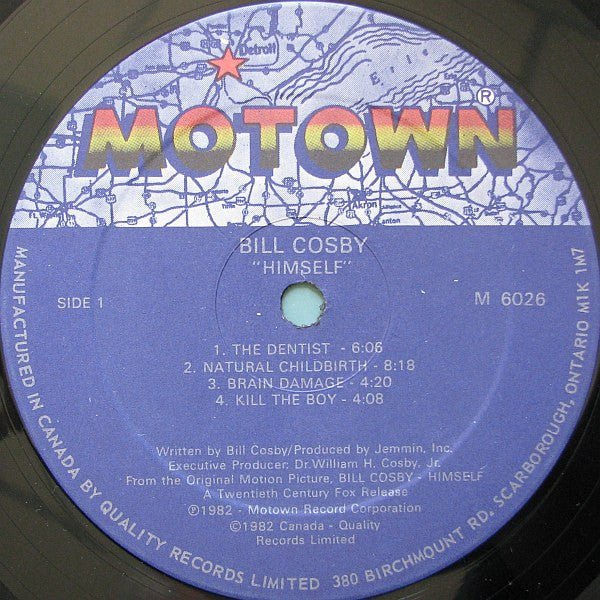 Detroit
Erie
MOTOWN®
Akron
Canton
BILL COSBY
"HIMSELF"
SIDE 1
M 6026
1. THE DENTIST - 6:06
2. NATURAL CHILDBIRTH - 8:18
3. BRAIN DAMAGE - 4:20
4. KILL THE BOY - 4:08
Written by Bill Cosby/Produced by Jemmin, Inc.
Executive Producer: Dr. William H. Cosby, Jr.
From the Original Motion Picture, BILL COSBY - HIMSELF
A Twentieth Century Fox Release
℗1982 - Motown Record Corporation
©1982 Canada - Quality
Records Limited
MANUFACTURED IN CANADA BY QUALITY RECORDS LIMITED 380 BIRCHMOUNT RD. SCARBOROUGH, ONTARIO M1K 1M7